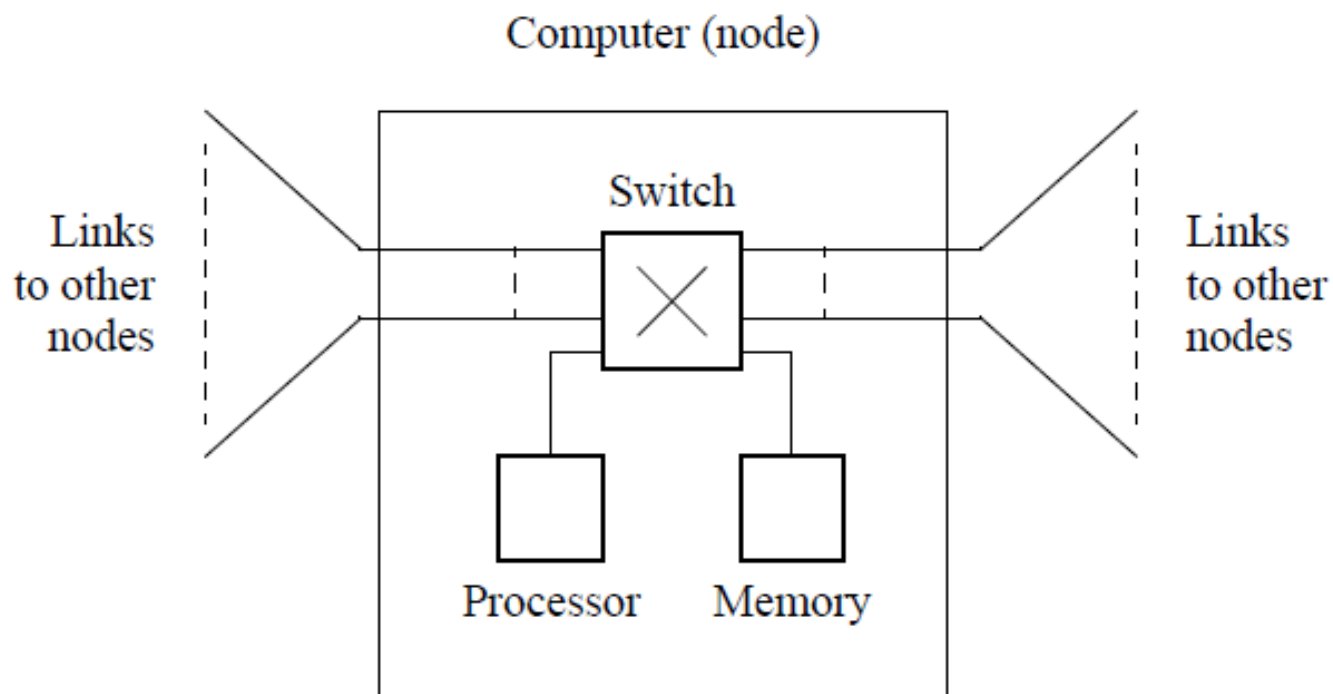 Computer (node)
Switch
Links
to other
nodes
Links
to other
nodes
Processor
Memory